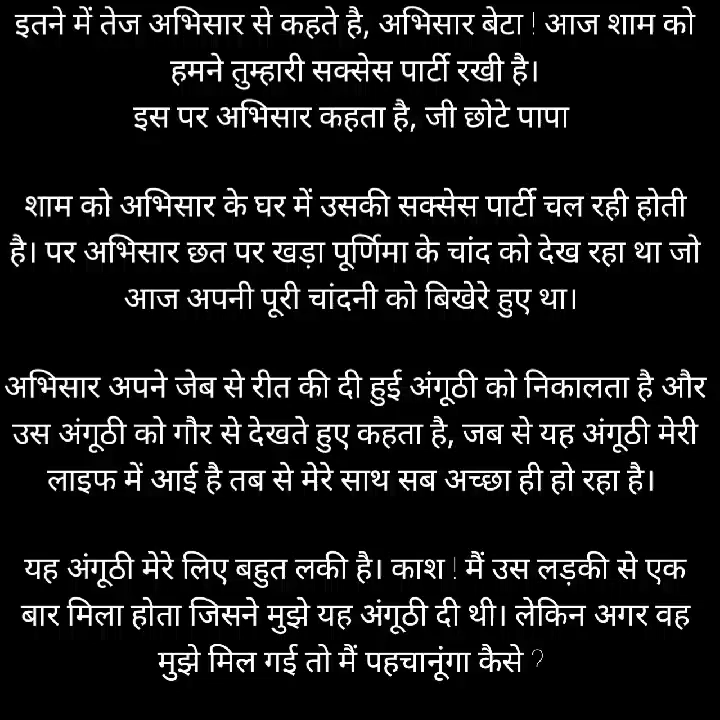 इतने में तेज अभिसार से कहते है, अभिसार बेटा ! आज शाम को
हमने तुम्हारी सक्सेस पार्टी रखी है।
इस पर अभिसार कहता है, जी छोटे पापा
शाम को अभिसार के घर में उसकी सक्सेस पार्टी चल रही होती
है। पर अभिसार छत पर खड़ा पूर्णिमा के चांद को देख रहा था जो
आज अपनी पूरी चांदनी को बिखेरे हुए था।
अभिसार अपने जेब से रीत की दी हुई अंगूठी को निकालता है और
उस अंगूठी को गौर से देखते हुए कहता है, जब से यह अंगूठी मेरी
लाइफ में आई है तब से मेरे साथ सब अच्छा ही हो रहा है।
यह अंगूठी मेरे लिए बहुत लकी है। काश ! मैं उस लड़की से एक
बार मिला होता जिसने मुझे यह अंगूठी दी थी। लेकिन अगर वह
मुझे मिल गई तो मैं पहचानूंगा कैसे ?